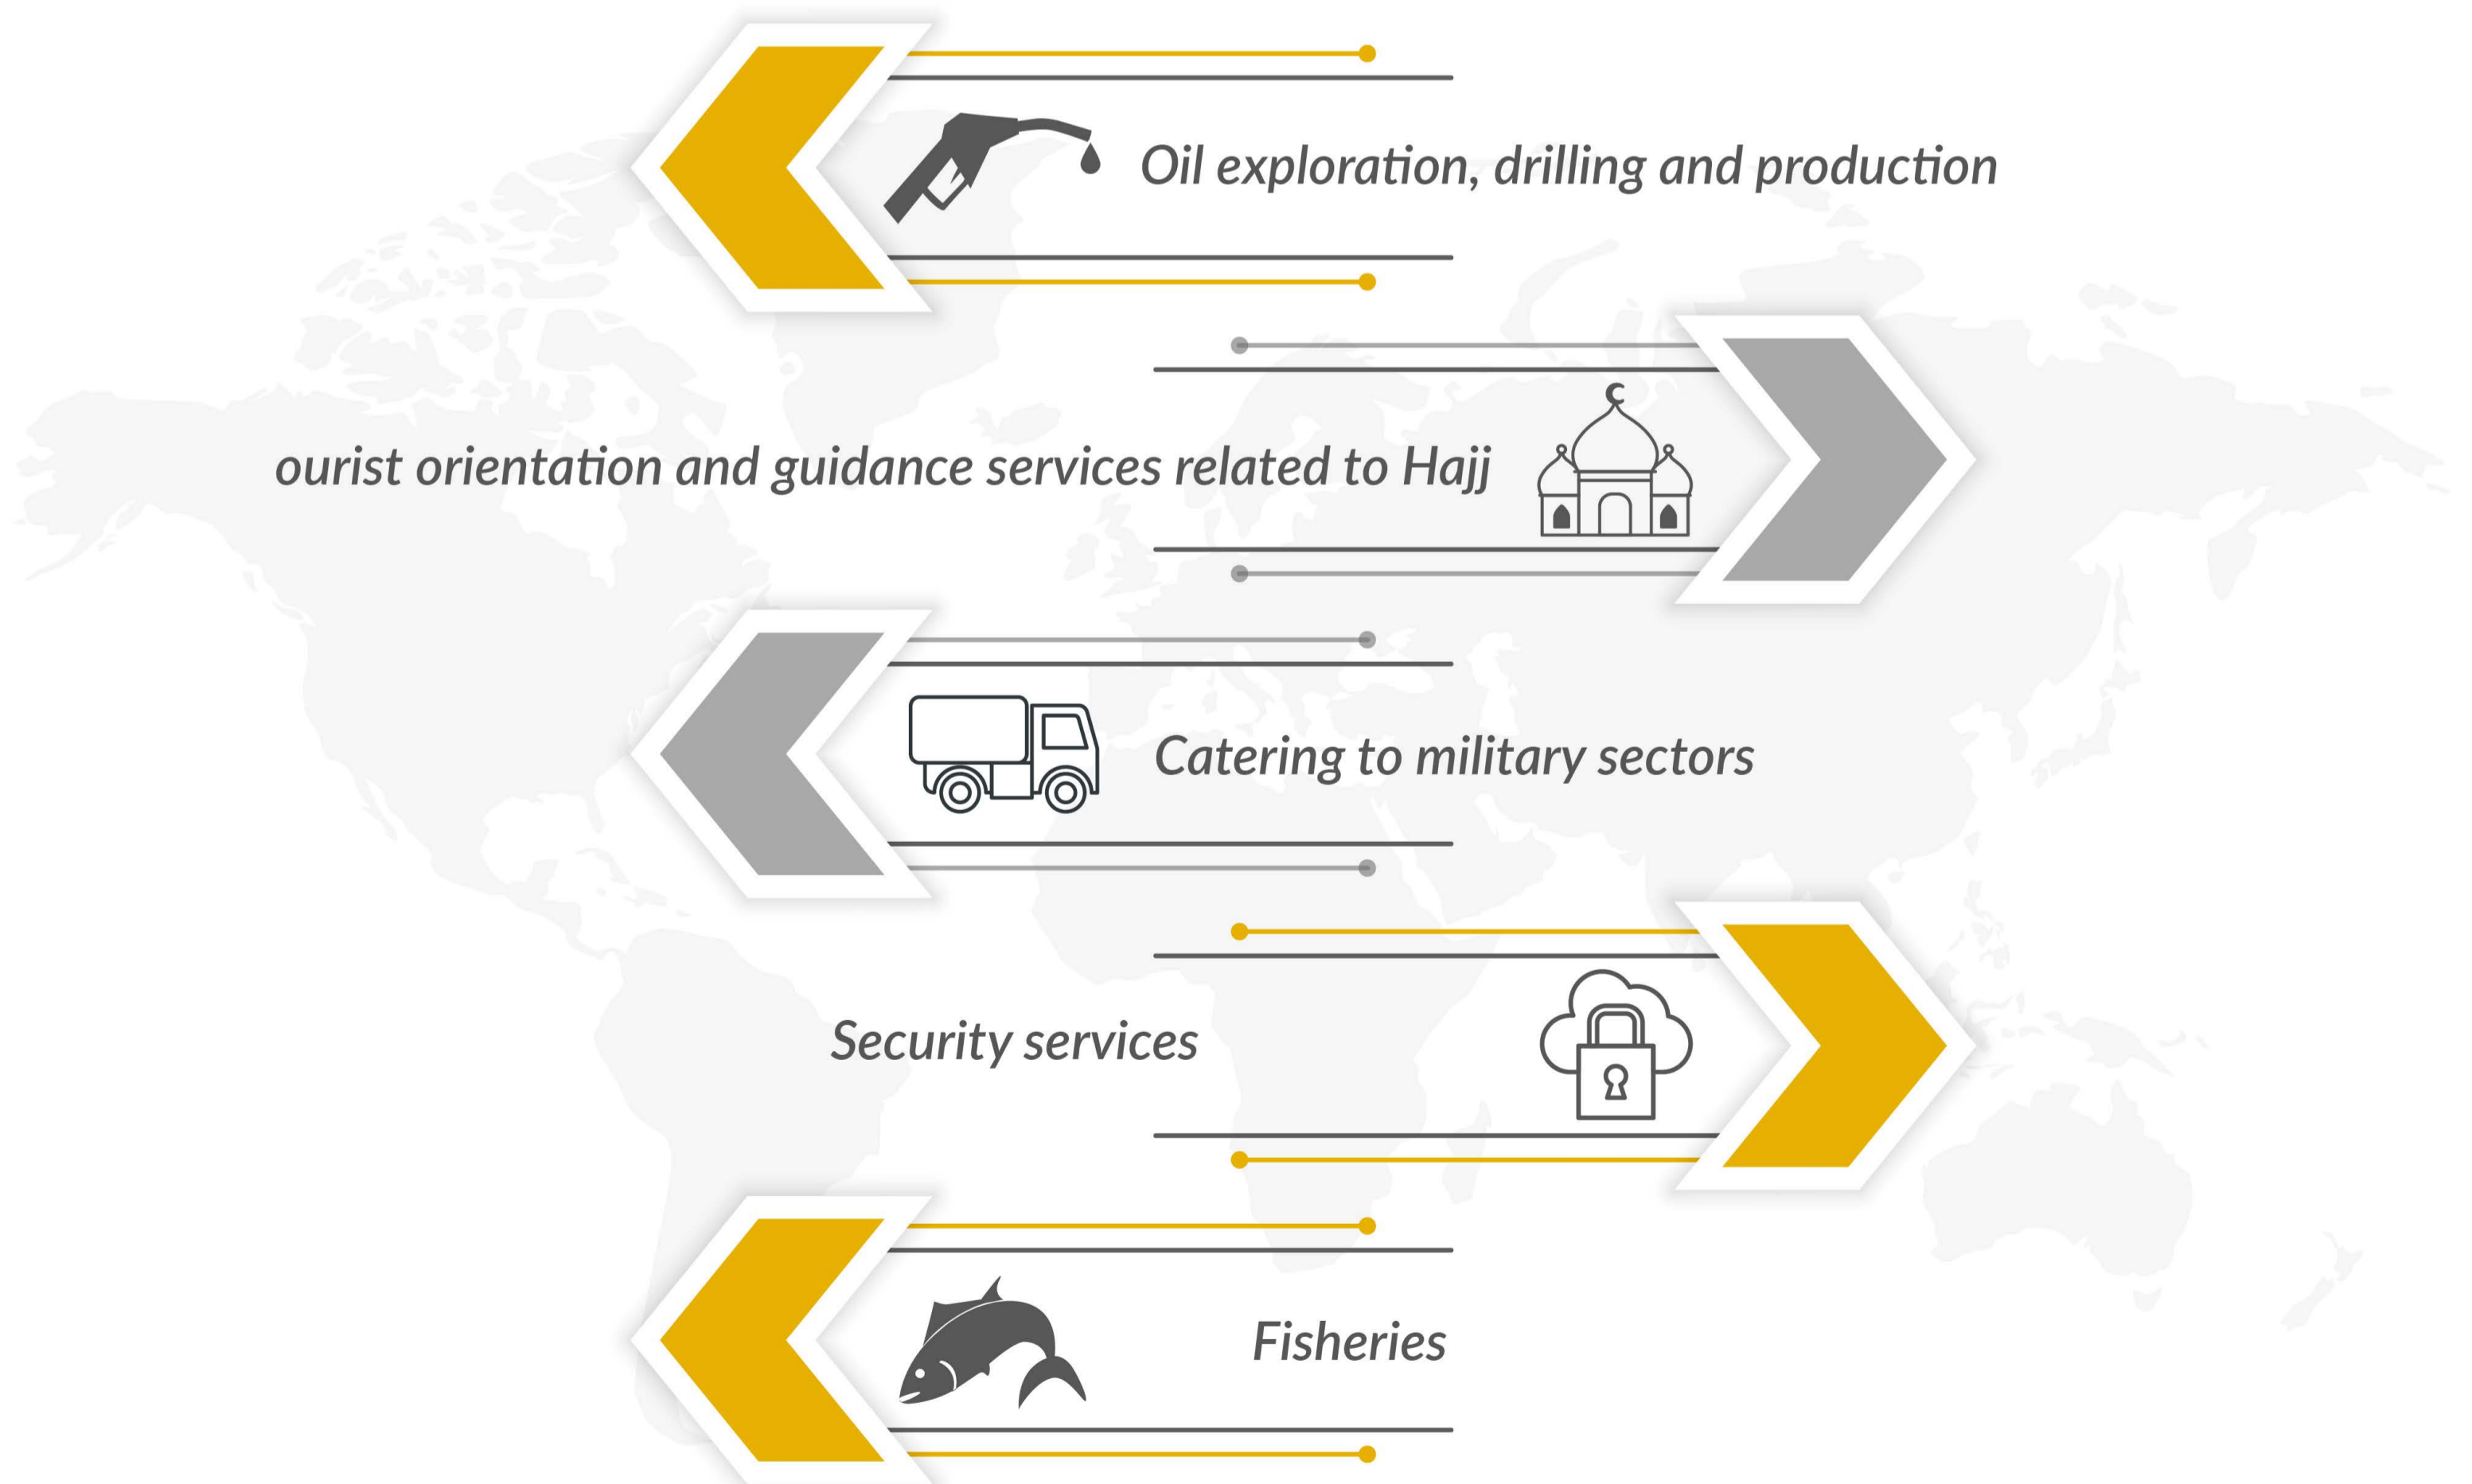 Oil exploration, drilling and production
ourist orientation and guidance services related to Hajj
Catering to military sectors
Security services
Fisheries